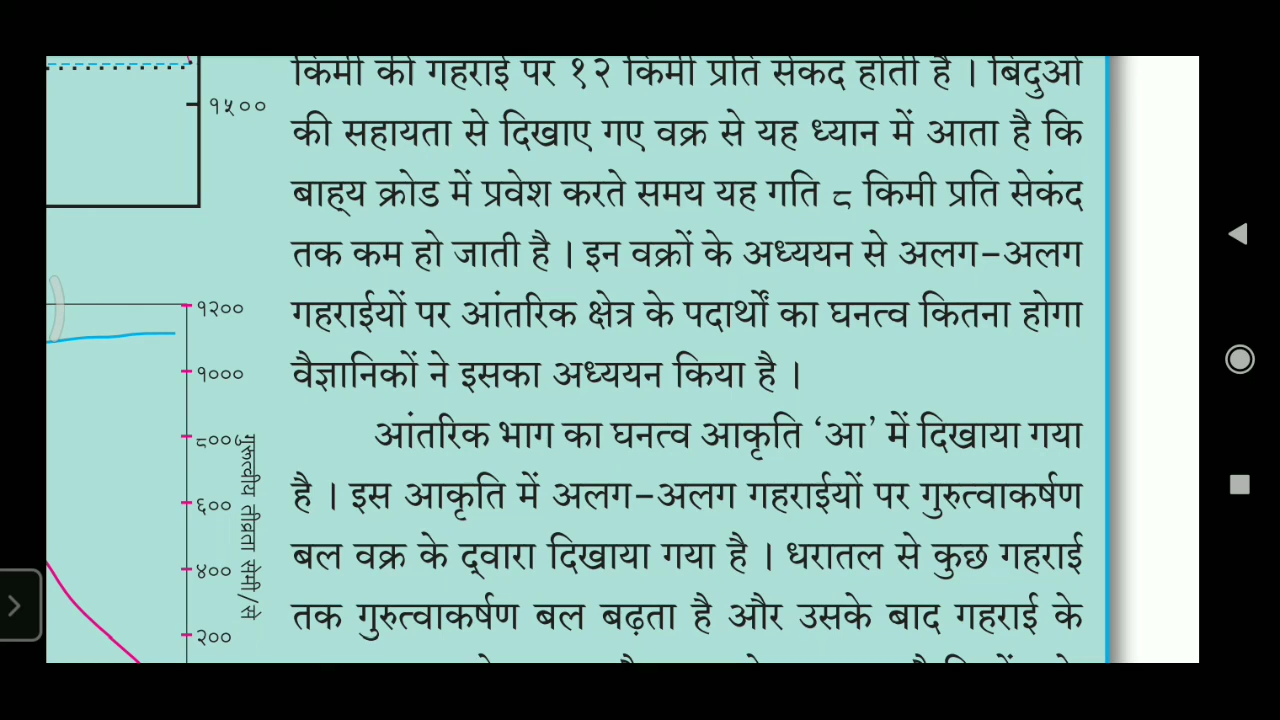 किमी की गहराई पर १२ किमी प्रति सेकंद होती है । बिंदुओं
१५००
की सहायता से दिखाए गए वक्र से यह ध्यान में आता है कि
बाह्य क्रोड में प्रवेश करते समय यह गति ८ किमी प्रति सेकंद
तक कम हो जाती है । इन वक्रों के अध्ययन से अलग-अलग
१२००
गहराईयों पर आंतरिक क्षेत्र के पदार्थों का घनत्व कितना होगा
१०००
वैज्ञानिकों ने इसका अध्ययन किया है ।
८००
आंतरिक भाग का घनत्व आकृति ‘आ’ में दिखाया गया
६००
है । इस आकृति में अलग-अलग गहराईयों पर गुरुत्वाकर्षण
४००
बल वक्र के द्वारा दिखाया गया है । धरातल से कुछ गहराई
२००
तक गुरुत्वाकर्षण बल बढ़ता है और उसके बाद गहराई के
गुरूत्वीय तीव्रता सेमी/से